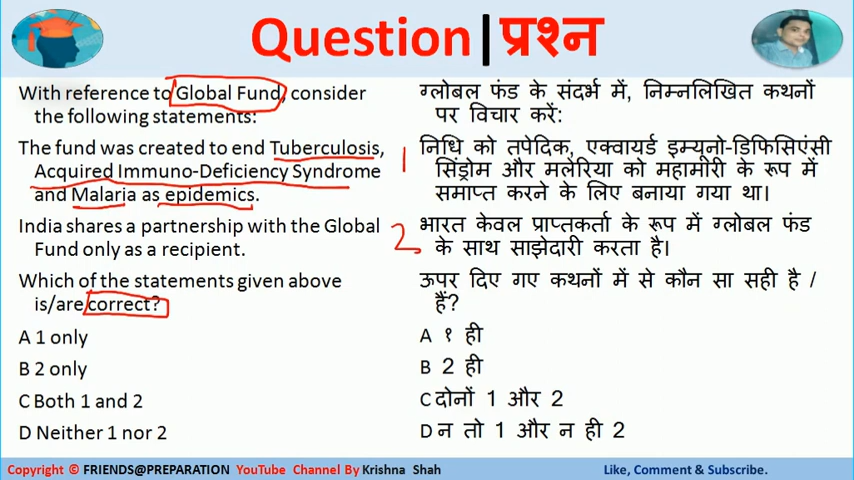 Question|प्रश्न
With reference to Global Fund, consider
the following statements:
The fund was created to end Tuberculosis,
Acquired Immuno-Deficiency Syndrome
and Malaria as epidemics.
India shares a partnership with the Global
Fund only as a recipient.
Which of the statements given above
is/are correct?
A 1 only
B 2 only
C Both 1 and 2
D Neither 1 nor 2
ग्लोबल फंड के संदर्भ में, निम्नलिखित कथनों
पर विचार करें:
1 निधि को तपेदिक, एक्वायर्ड इम्यूनो-डिफिसिएंसी
सिंड्रोम और मलेरिया को महामारी के रूप में
समाप्त करने के लिए बनाया गया था।
2 भारत केवल प्राप्तकर्ता के रूप में ग्लोबल फंड
के साथ साझेदारी करता है।
ऊपर दिए गए कथनों में से कौन सा सही है /
हैं?
A १ ही
B 2 ही
C दोनों 1 और 2
D न तो 1 और न ही 2
Copyright © FRIENDS@PREPARATION YouTube Channel By Krishna Shah
Like, Comment & Subscribe.